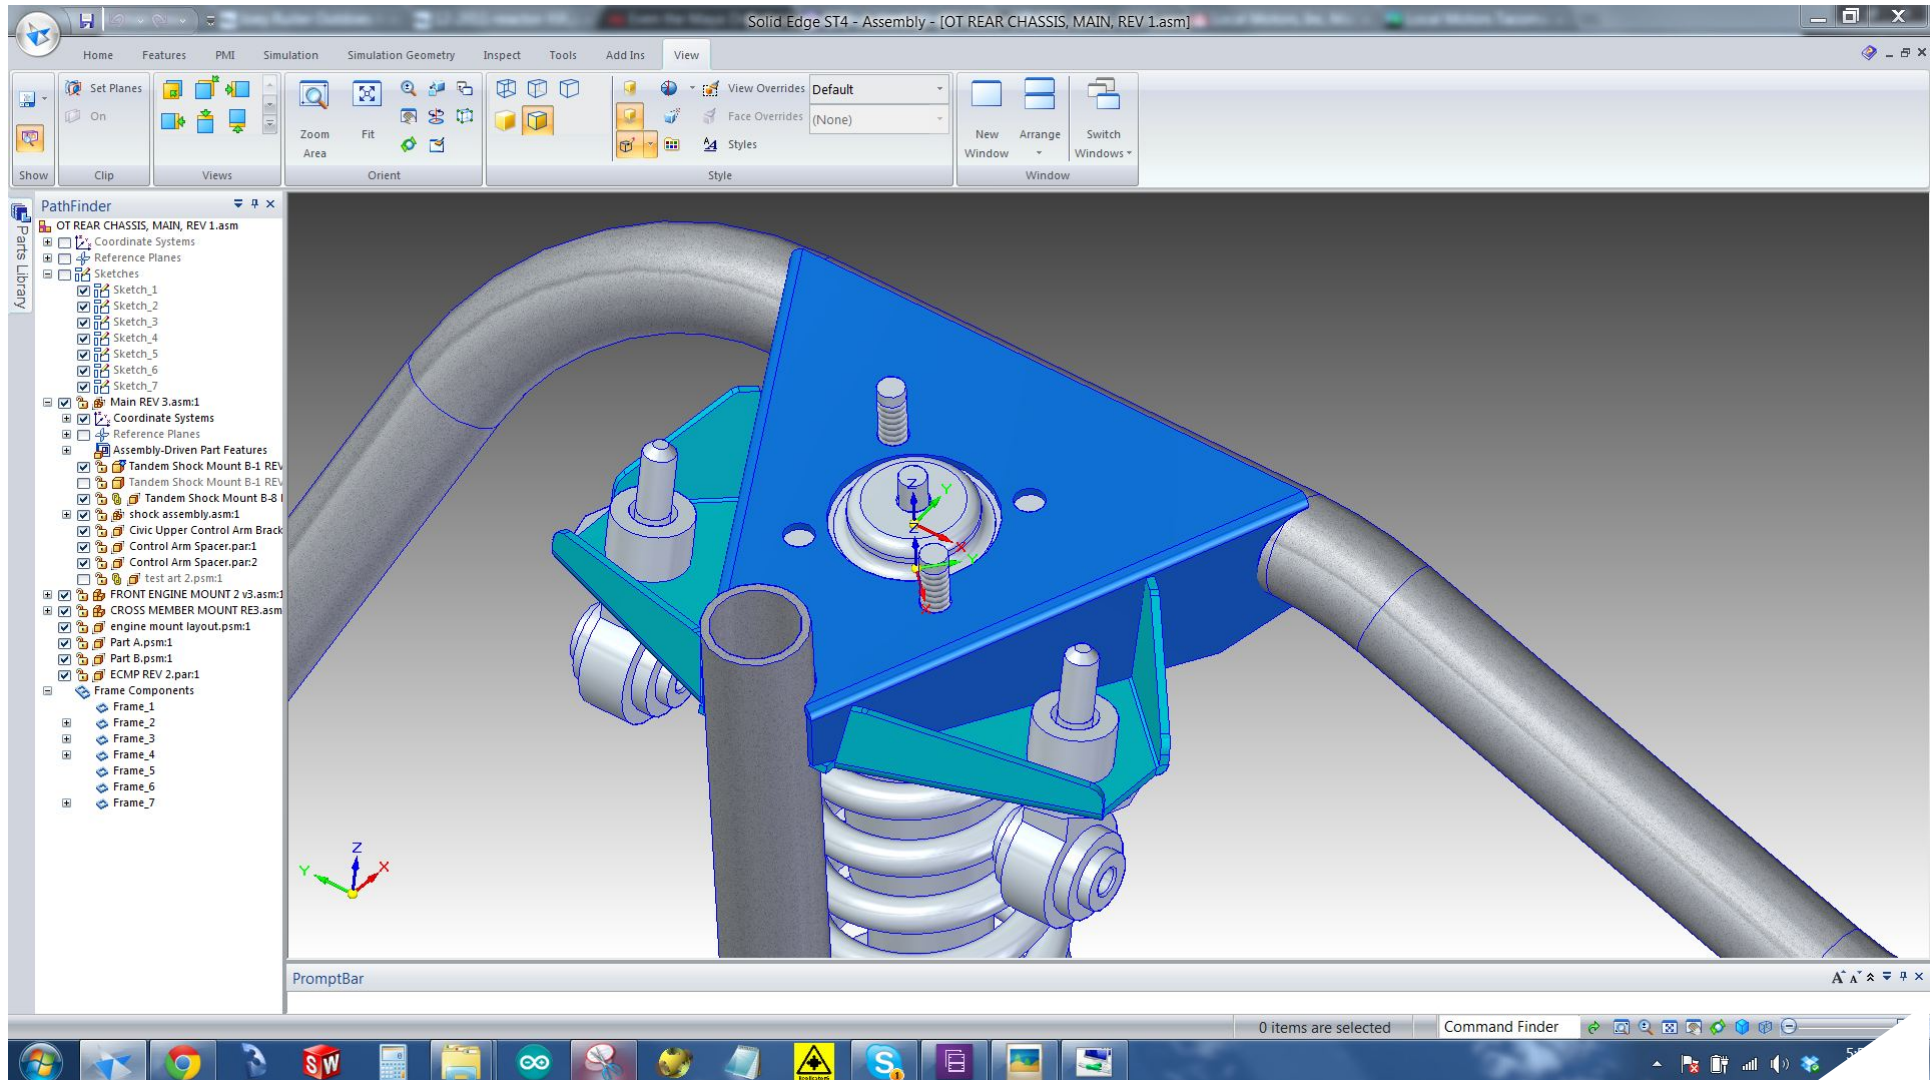 Solid Edge ST4 - Assembly - [OT REAR CHASSIS, MAIN, REV 1.asm]
Home Features PMI Simulation Simulation Geometry Inspect Tools Add Ins View
Set Planes
On
Zoom Area
Fit
View Overrides Default
Face Overrides (None)
Styles
New Window
Arrange
Switch Windows
Show Clip Views Orient Style Window
Parts Library
PathFinder
OT REAR CHASSIS, MAIN, REV 1.asm
Coordinate Systems
Reference Planes
Sketches
Sketch_1
Sketch_2
Sketch_3
Sketch_4
Sketch_5
Sketch_6
Sketch_7
Main REV 3.asm:1
Coordinate Systems
Reference Planes
Assembly-Driven Part Features
Tandem Shock Mount B-1 REV
Tandem Shock Mount B-1 REV
Tandem Shock Mount B-8
shock assembly.asm:1
Civic Upper Control Arm Brack
Control Arm Spacer.par:1
Control Arm Spacer.par:2
test art 2.psm:1
FRONT ENGINE MOUNT 2 v3.asm:1
CROSS MEMBER MOUNT RE3.asm
engine mount layout.psm:1
Part A.psm:1
Part B.psm:1
ECMP REV 2.par:1
Frame Components
Frame_1
Frame_2
Frame_3
Frame_4
Frame_5
Frame_6
Frame_7
Z
Y
X
Z
Y
X
Z
Y
X
PromptBar
0 items are selected
Command Finder
SW
S